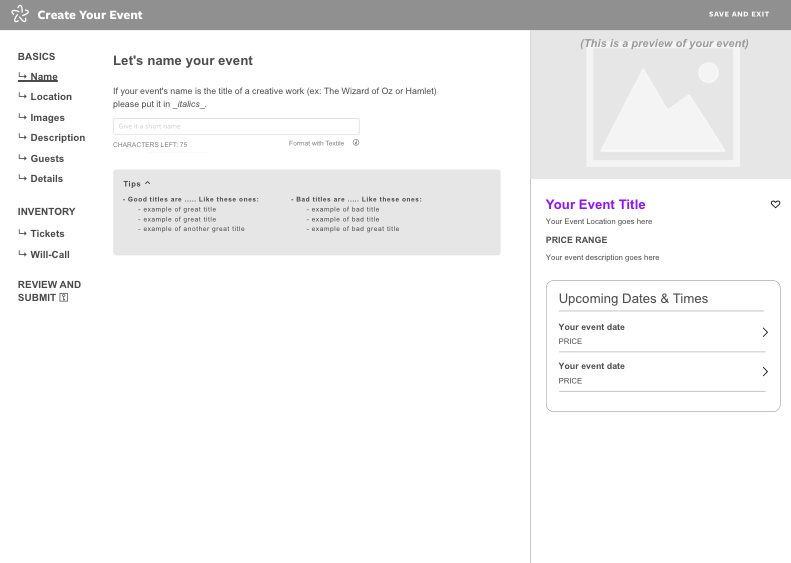 Create Your Event
SAVE AND EXIT
BASICS
Name
Location
Images
Description
Guests
Details
INVENTORY
Tickets
Will-Call
REVIEW AND
SUBMIT
Let's name your event
If your event's name is the title of a creative work (ex: The Wizard of Oz or Hamlet)
please put it in _italics_.
Give it a short name
CHARACTERS LEFT: 75
Format with Textile
Tips
- Good titles are ..... Like these ones:
- example of great title
- example of great title
- example of another great title
- Bad titles are ..... Like these ones:
- example of bad title
- example of bad title
- example of bad great title
(This is a preview of your event)
Your Event Title
Your Event Location goes here
PRICE RANGE
Your event description goes here
Upcoming Dates & Times
Your event date
PRICE
Your event date
PRICE